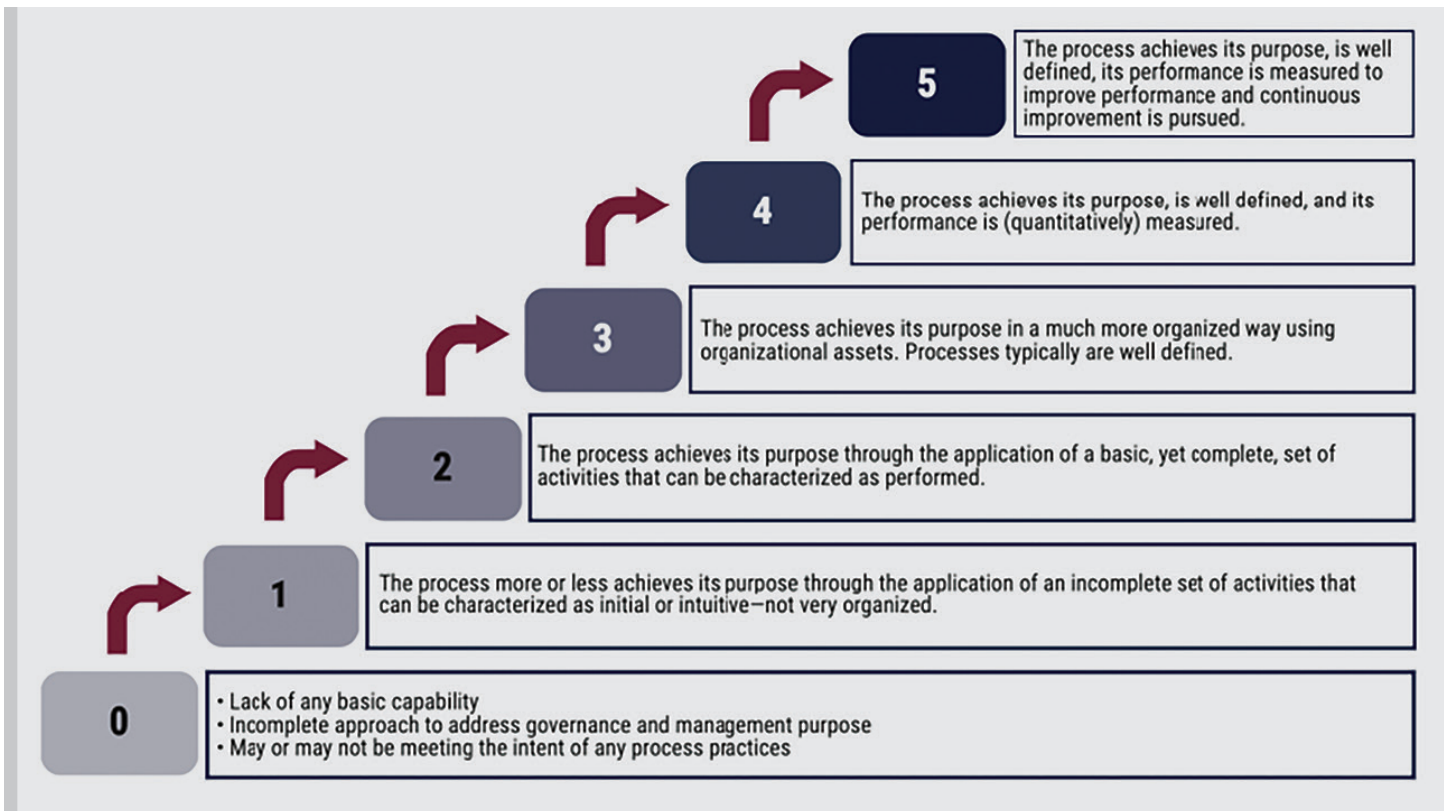 5
The process achieves its purpose, is well
defined, its performance is measured to
improve performance and continuous
improvement is pursued.
4
The process achieves its purpose, is well defined, and its
performance is (quantitatively) measured.
3
The process achieves its purpose in a much more organized way using
organizational assets. Processes typically are well defined.
2
The process achieves its purpose through the application of a basic, yet complete, set of
activities that can be characterized as performed.
1
The process more or less achieves its purpose through the application of an incomplete set of activities that
can be characterized as initial or intuitive—not very organized.
0
• Lack of any basic capability
• Incomplete approach to address governance and management purpose
• May or may not be meeting the intent of any process practices